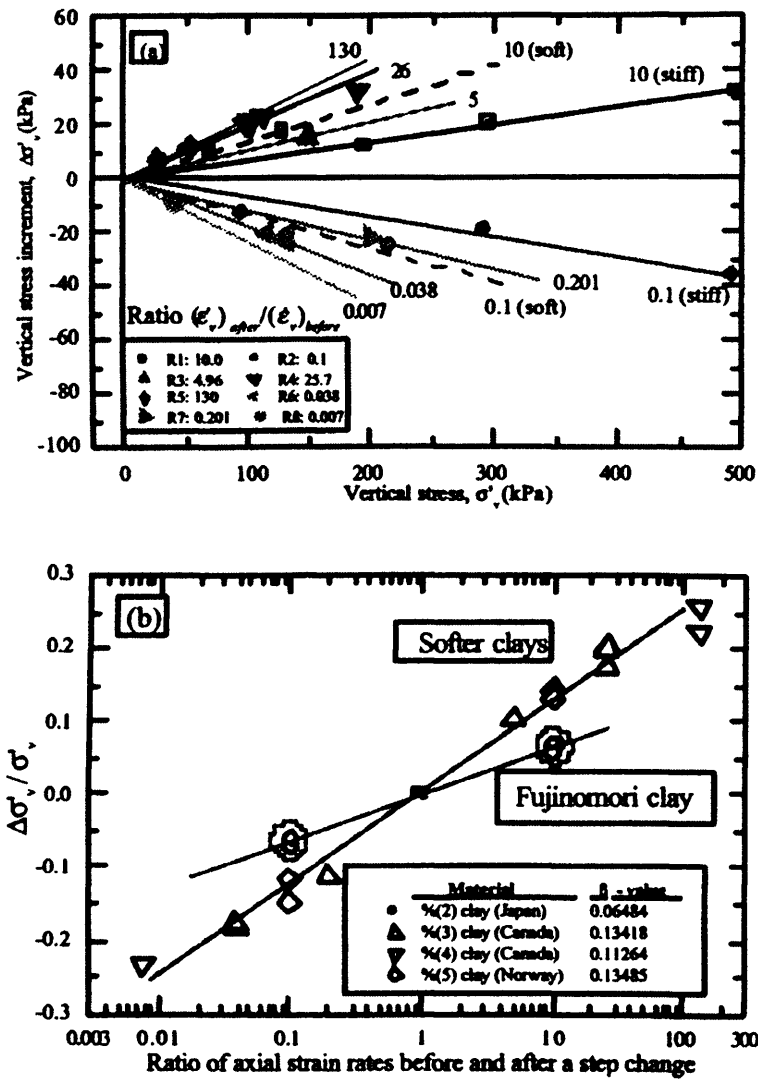 60
40
20
0
-20
-40
-60
-80
-100
Vertical stress increment, Δσ'v (kPa)
(a)
130
26
10 (soft)
5
10 (stiff)
0.201
0.038
0.007
0.1 (soft)
0.1 (stiff)
Ratio (ε̇'v)after/(ε̇v)before
R1: 10.0 R2: 0.1
R3: 4.96 R4: 25.7
R5: 130 R6: 0.038
R7: 0.201 R8: 0.007
0 100 200 300 400 500
Vertical stress, σ'v (kPa)
0.3
0.2
0.1
0.0
-0.1
-0.2
-0.3
Δσ'v / σ'v
(b)
Softer clays
Fujinomori clay
Material β - value
%(2) clay (Japan) 0.06484
%(3) clay (Canada) 0.13418
%(4) clay (Canada) 0.11264
%(5) clay (Norway) 0.13485
0.003 0.01 0.1 1 10 100 300
Ratio of axial strain rates before and after a step change